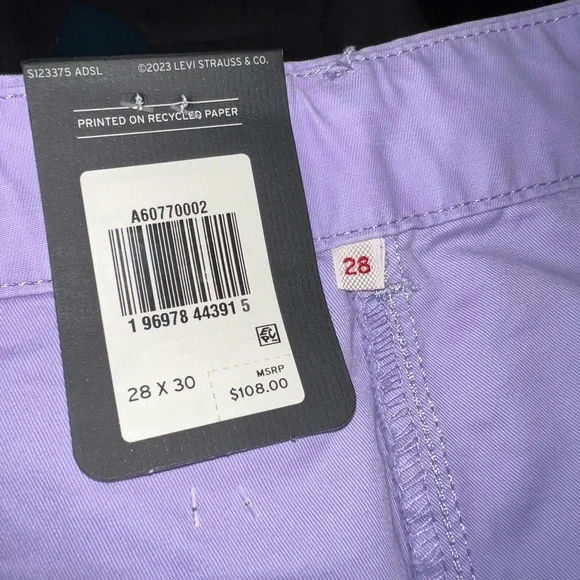 S123375 ADSL
©2023 LEVI STRAUSS & CO.
PRINTED ON RECYCLED PAPER
A60770002
1 96978 44391 5
28 X 30
MSRP
$108.00
28